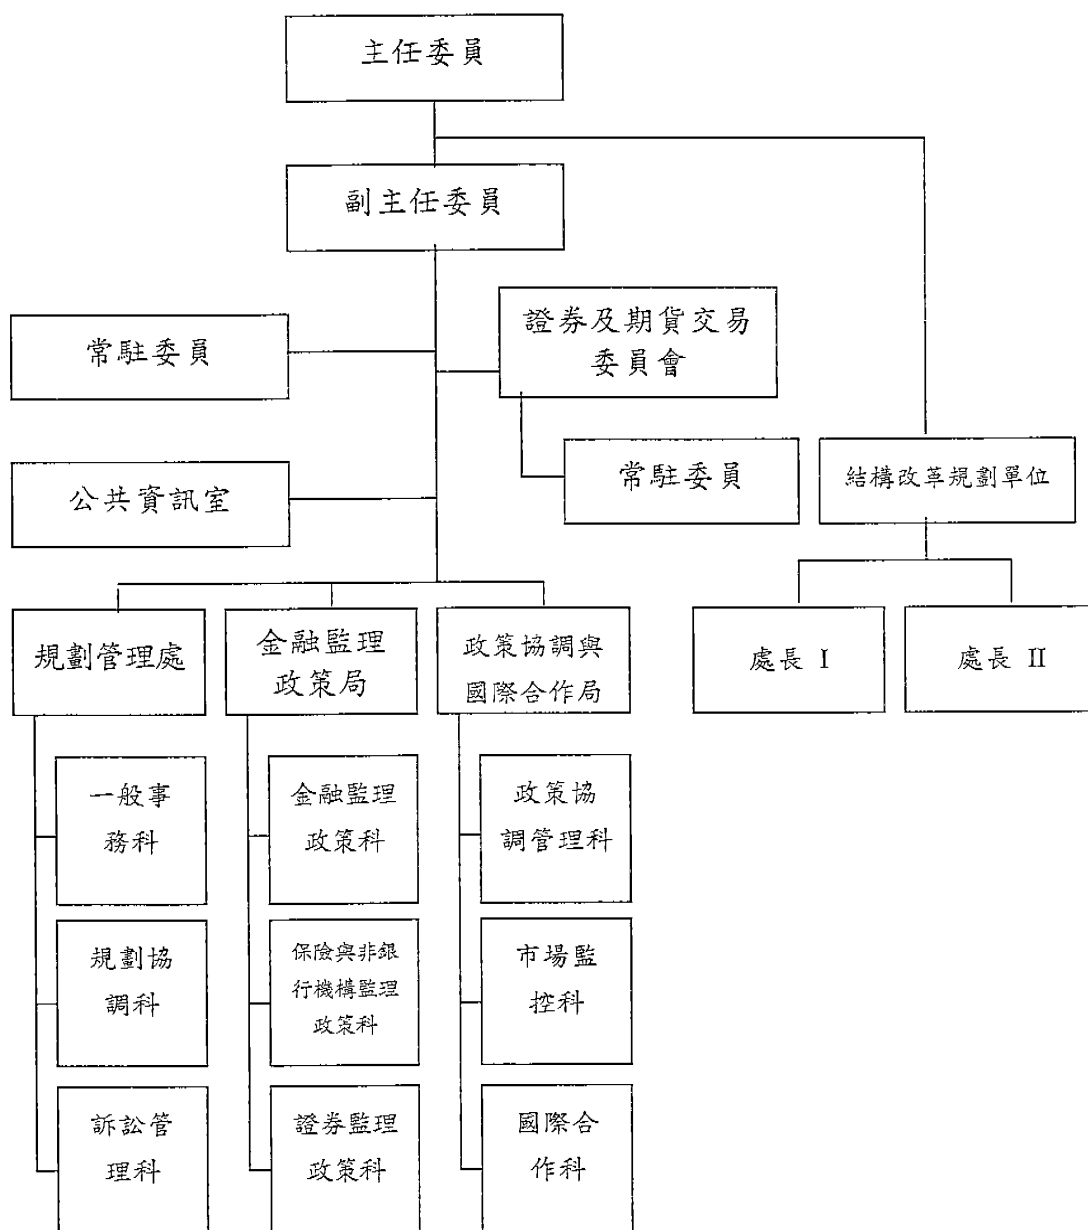 主任委員
副主任委員
證券及期貨交易
委員會
常駐委員
常駐委員
結構改革規劃單位
公共資訊室
規劃管理處
金融監理
政策局
政策協調與
國際合作局
處長 I
處長 II
一般事
務科
金融監理
政策科
政策協
調管理科
規劃協
調科
保險與非銀
行機構監理
政策科
市場監
控科
訴訟管
理科
證券監理
政策科
國際合
作科